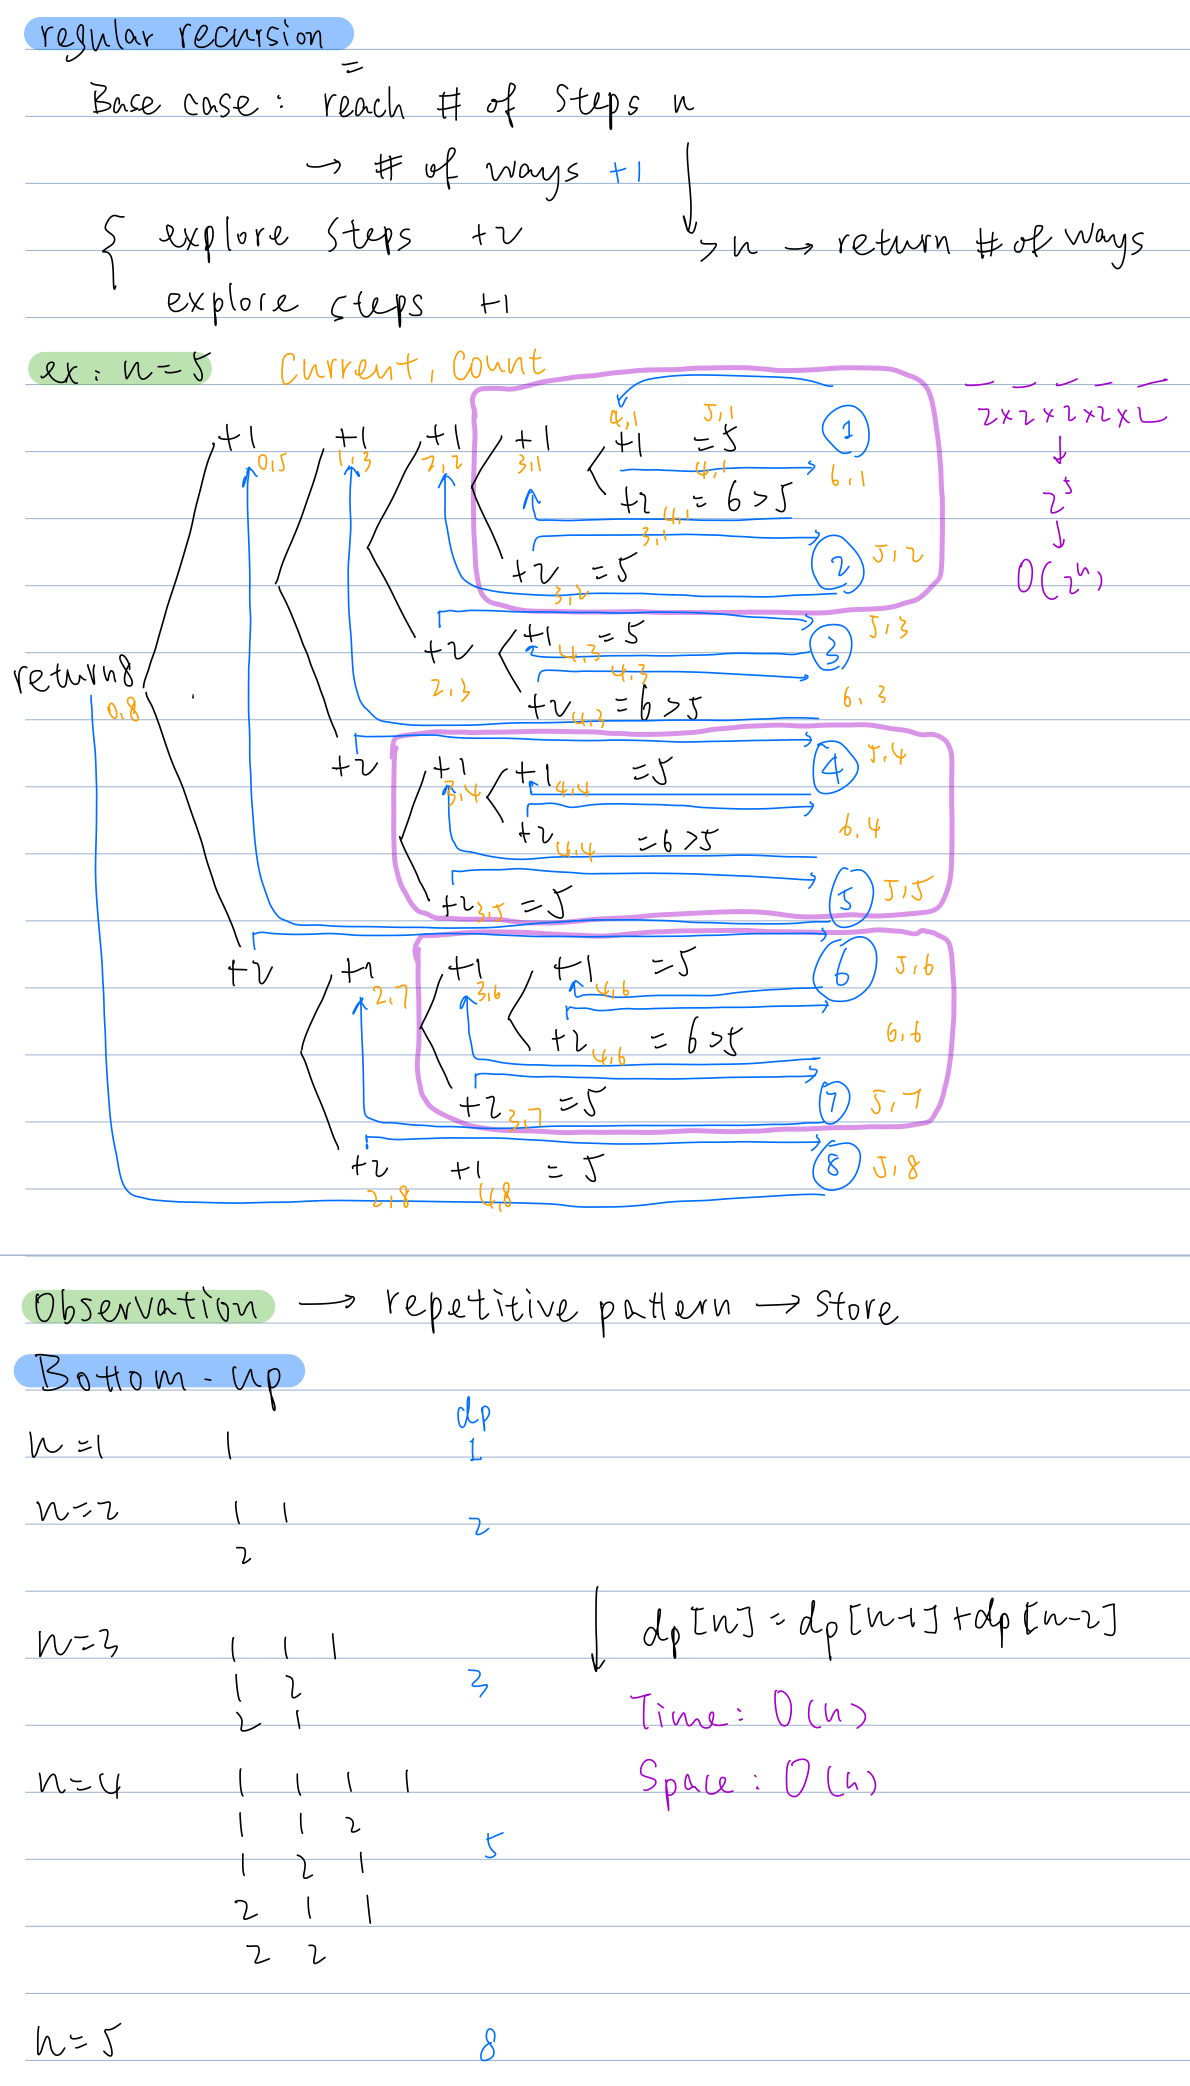 regular recursion
Base case : reach # of steps n
→ # of ways +1
{ explore steps +2
> n → return # of ways
explore steps +1
ex: n=5 Current, Count
2×2×2×2×2
↓
2⁵
↓
O(2ⁿ)
4,1 5,1
+1 +1 +1 +1 +1 =5 ①
0,5 1,3 2,2 3,1 4,1 6,1
+2 4,1 = 6>5
3,1
+2 =5 ② 5,2
3,2
+1 =5 ③ 5,3
+2 4,3 4,3
2,3 6,3
+2 4,3 =6>5
return 8
0,8
+2 +1 +1 4,4 =5 ④ 5,4
3,4 6,4
+2 4,4 =6>5
+2 3,5 =5 ⑤ 5,5
+2 +1 +1 +1 =5 ⑥ 5,6
2,7 3,6 4,6
6,6
+2 4,6 = 6>5
+2 3,7 =5 ⑦ 5,7
+2 +1 = 5 ⑧ 5,8
2,8 4,8
Observation → repetitive pattern → store
Bottom-up
dp
n=1 1 1
n=2 1 1 2
2
dp[n]=dp[n-1]+dp[n-2]
n=3 1 1 1
1 2 3
2 1
Time: O(n)
Space: O(n)
n=4 1 1 1 1
1 1 2 5
1 2 1
2 1 1
2 2
n=5 8